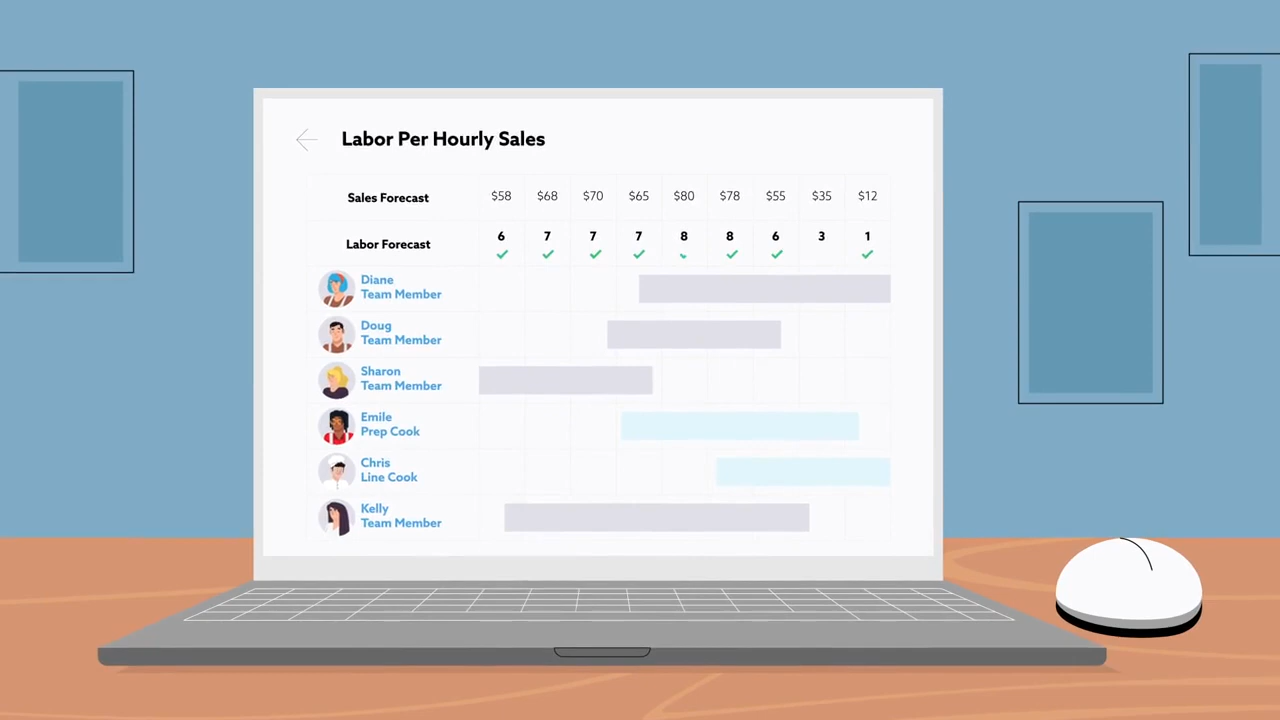 Labor Per Hourly Sales
Sales Forecast $58 $68 $70 $65 $80 $78 $55 $35 $12
Labor Forecast 6 7 7 7 8 8 6 3 1
Diane
Team Member
Doug
Team Member
Sharon
Team Member
Emile
Prep Cook
Chris
Line Cook
Kelly
Team Member